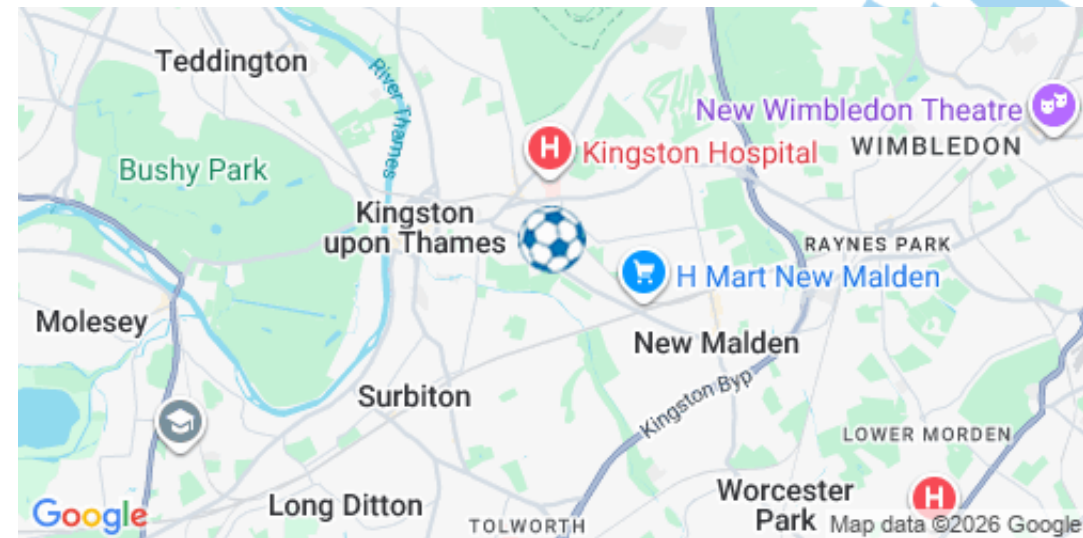 Teddington
River Thames
New Wimbledon Theatre
H
Kingston Hospital
WIMBLEDON
Bushy Park
Kingston
upon Thames
RAYNES PARK
H Mart New Malden
Molesey
New Malden
Surbiton
Kingston Byp
LOWER MORDEN
Worcester
Park
H
Long Ditton
TOLWORTH
Google
Map data ©2026 Google